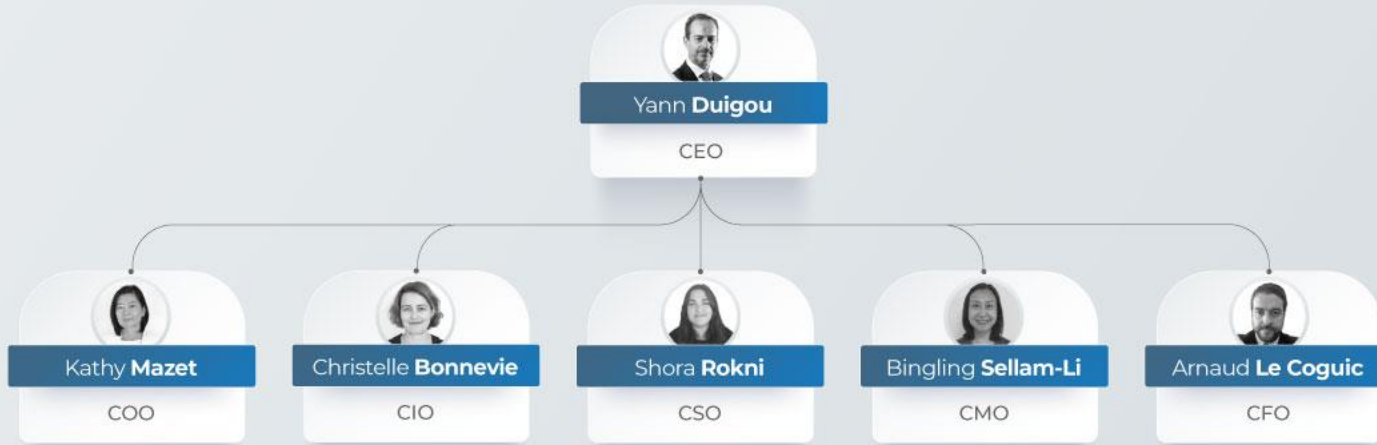 Yann Duigou
CEO
Kathy Mazet
Christelle Bonnevie
Shora Rokni
Bingling Sellam-Li
Arnaud Le Coguic
COO
CIO
CSO
CMO
CFO